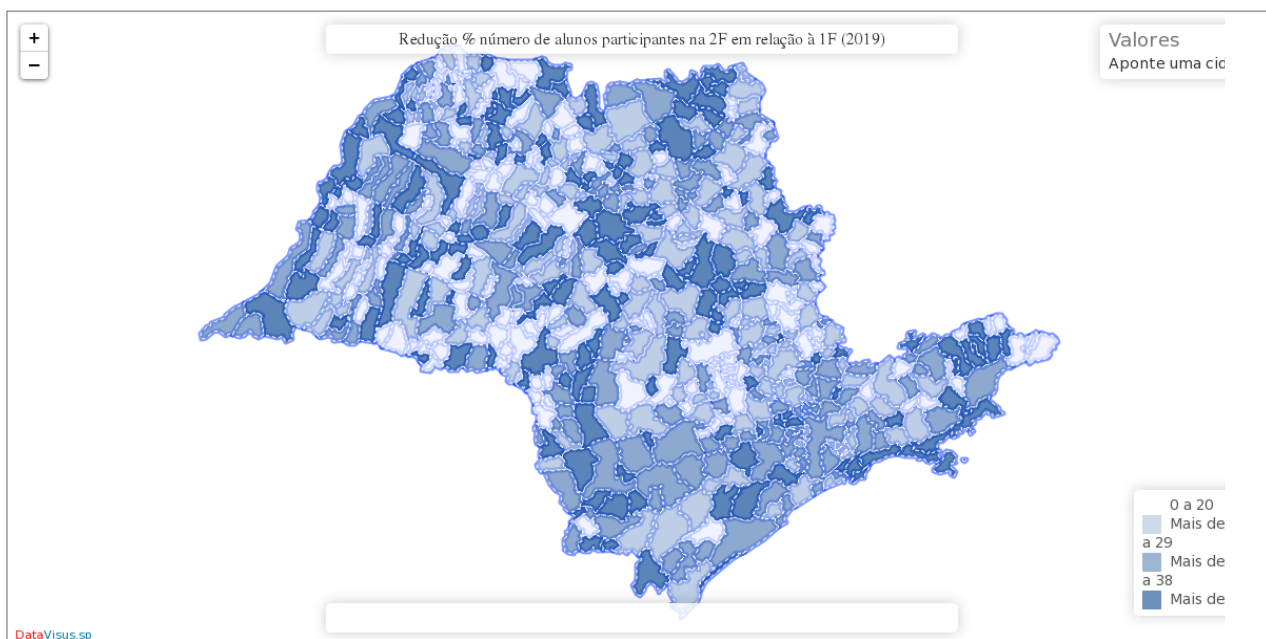 +
Redução % número de alunos participantes na 2F em relação à 1F (2019)
Valores
−
Aponte uma cid
0 a 20
Mais de
a 29
Mais de
a 38
Mais de
DataVisus.sp